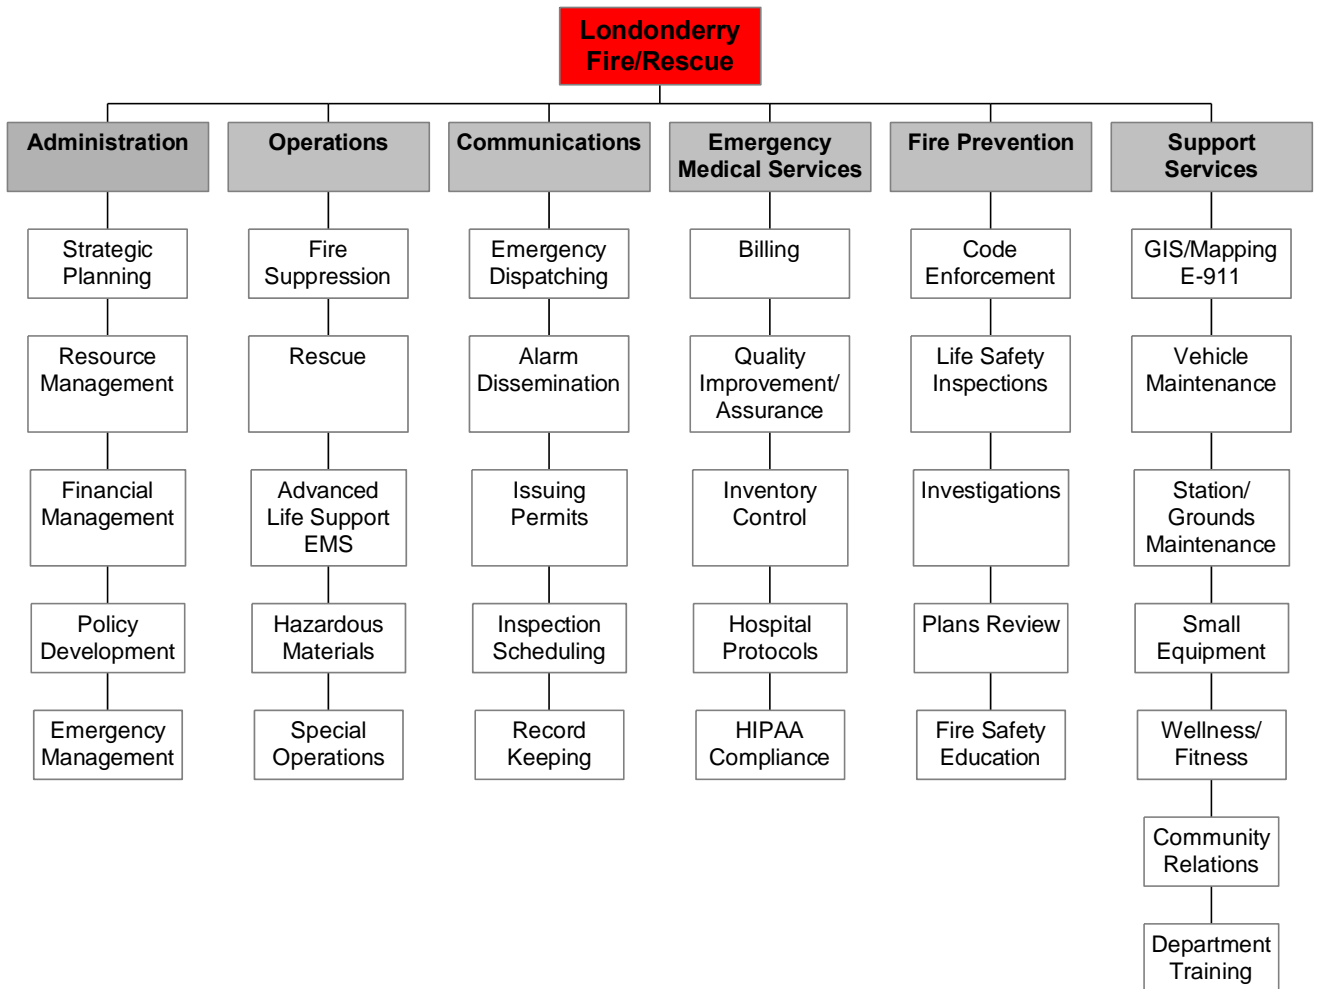 Londonderry
Fire/Rescue
Administration
Operations
Communications
Emergency
Medical Services
Fire Prevention
Support
Services
Strategic
Planning
Fire
Suppression
Emergency
Dispatching
Billing
Code
Enforcement
GIS/Mapping
E-911
Resource
Management
Rescue
Alarm
Dissemination
Quality
Improvement/
Assurance
Life Safety
Inspections
Vehicle
Maintenance
Financial
Management
Advanced
Life Support
EMS
Issuing
Permits
Inventory
Control
Investigations
Station/
Grounds
Maintenance
Policy
Development
Hazardous
Materials
Inspection
Scheduling
Hospital
Protocols
Plans Review
Small
Equipment
Emergency
Management
Special
Operations
Record
Keeping
HIPAA
Compliance
Fire Safety
Education
Wellness/
Fitness
Community
Relations
Department
Training